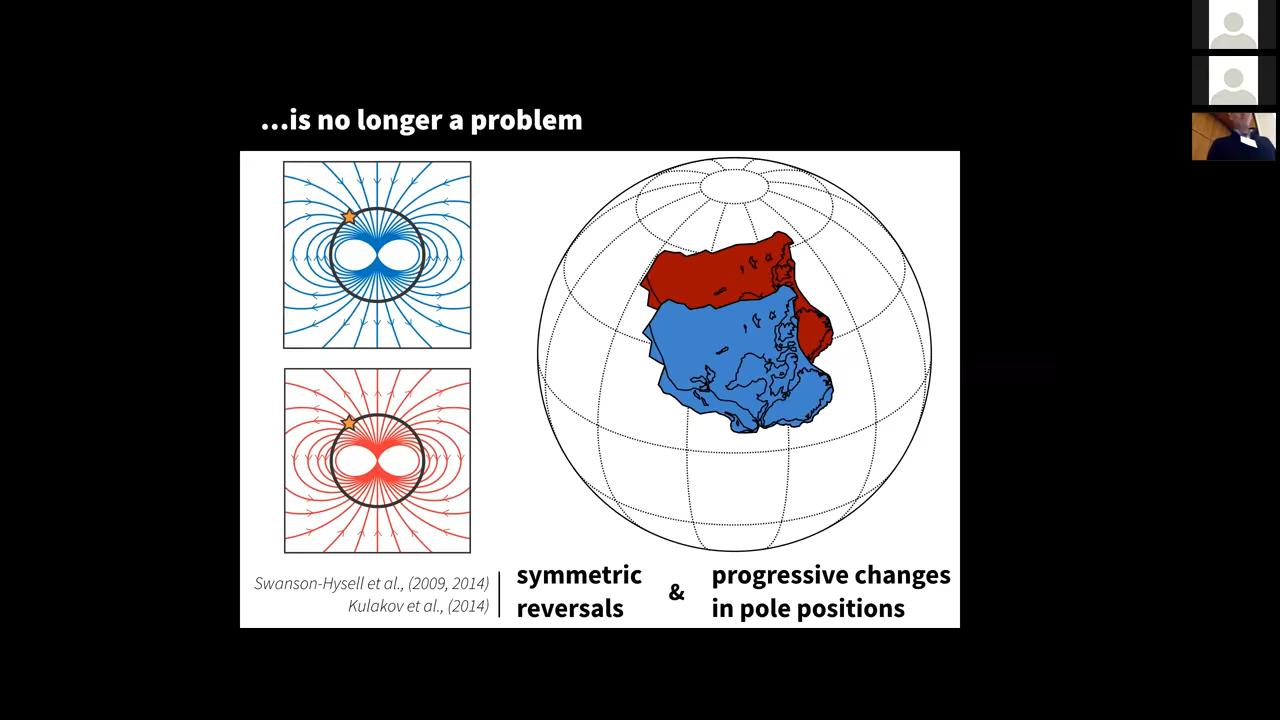 ...is no longer a problem
Swanson-Hysell et al., (2009, 2014)
Kulakov et al., (2014)
symmetric
reversals
&
progressive changes
in pole positions